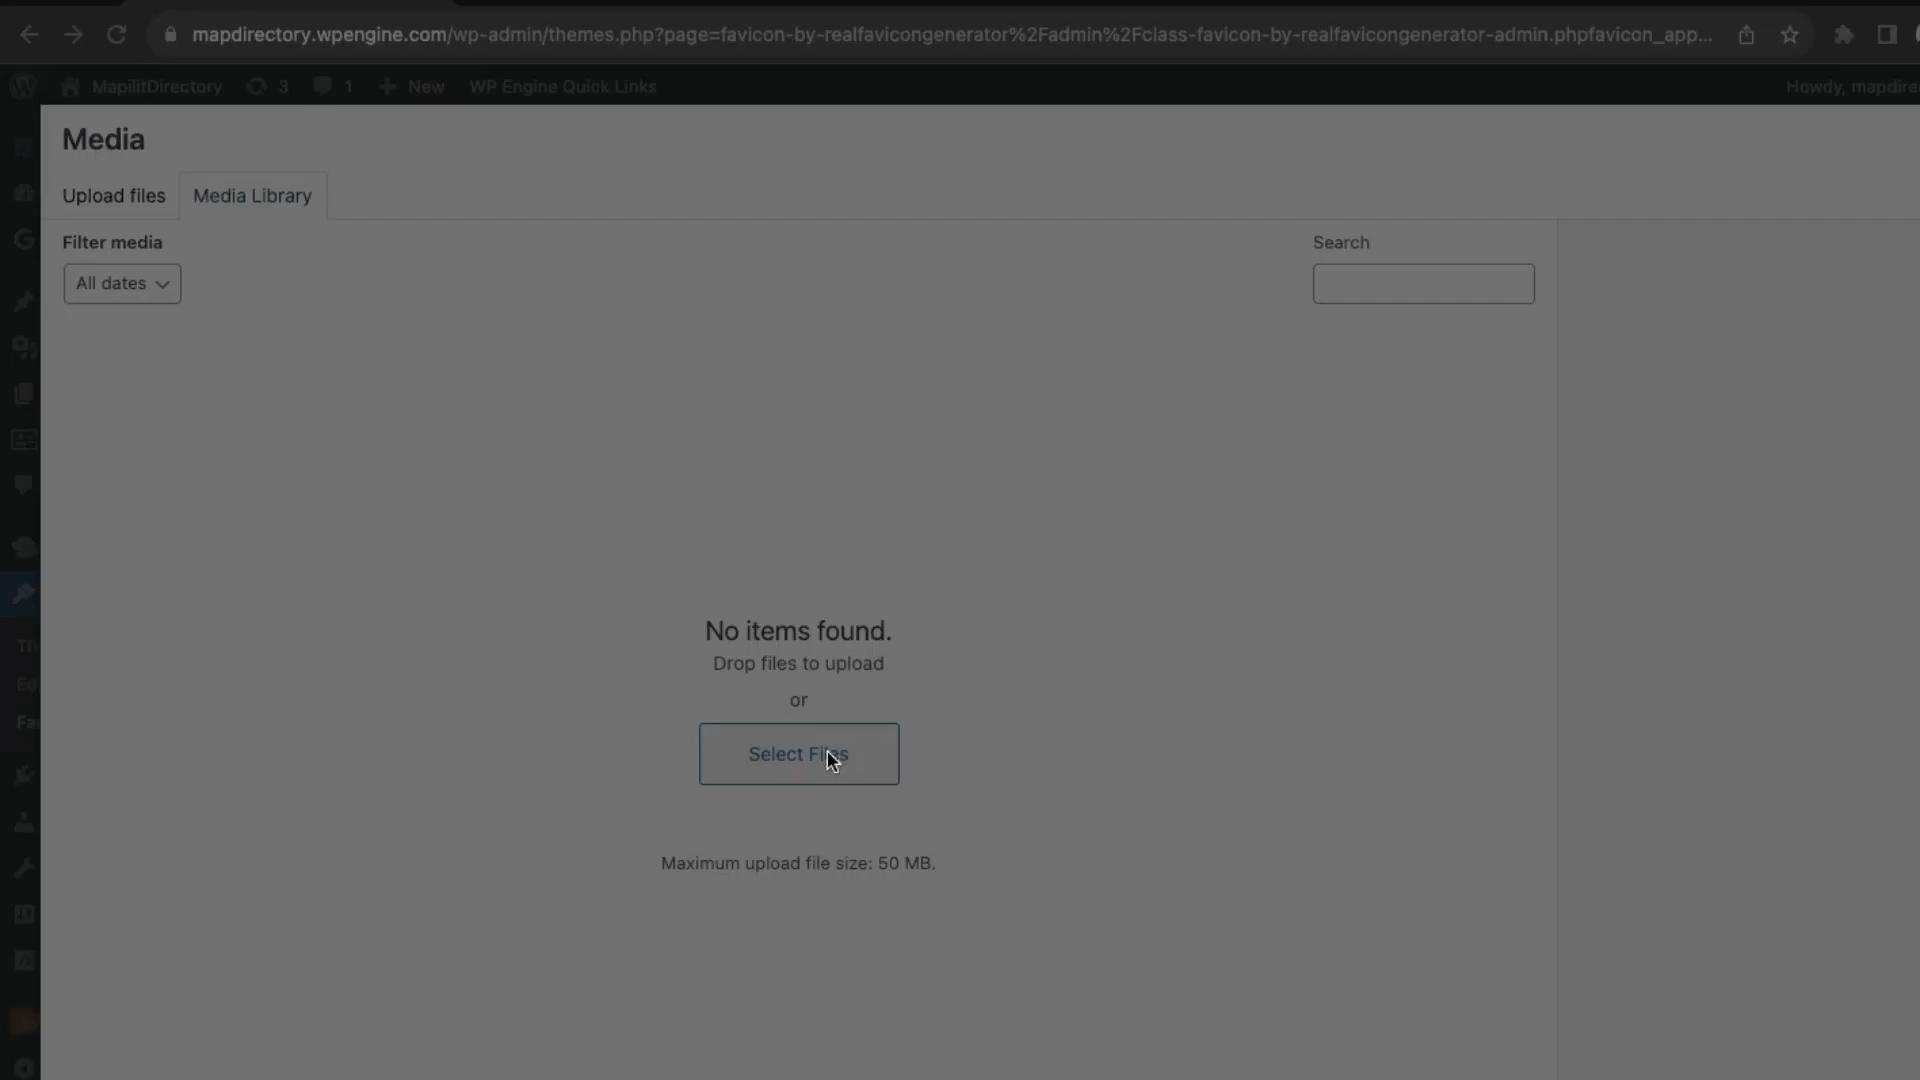 mapdirectory.wpengine.com/wp-admin/themes.php?page=favicon-by-realfavicongenerator%2Fadmin%2Fclass-favicon-by-realfavicongenerator-admin.phpfavicon_app...
MapilitDirectory 3 1 New WP Engine Quick Links Howdy, mapdire
Media
Upload files Media Library
Filter media Search
All dates
No items found.
Drop files to upload
or
Select Files
Maximum upload file size: 50 MB.
Ed